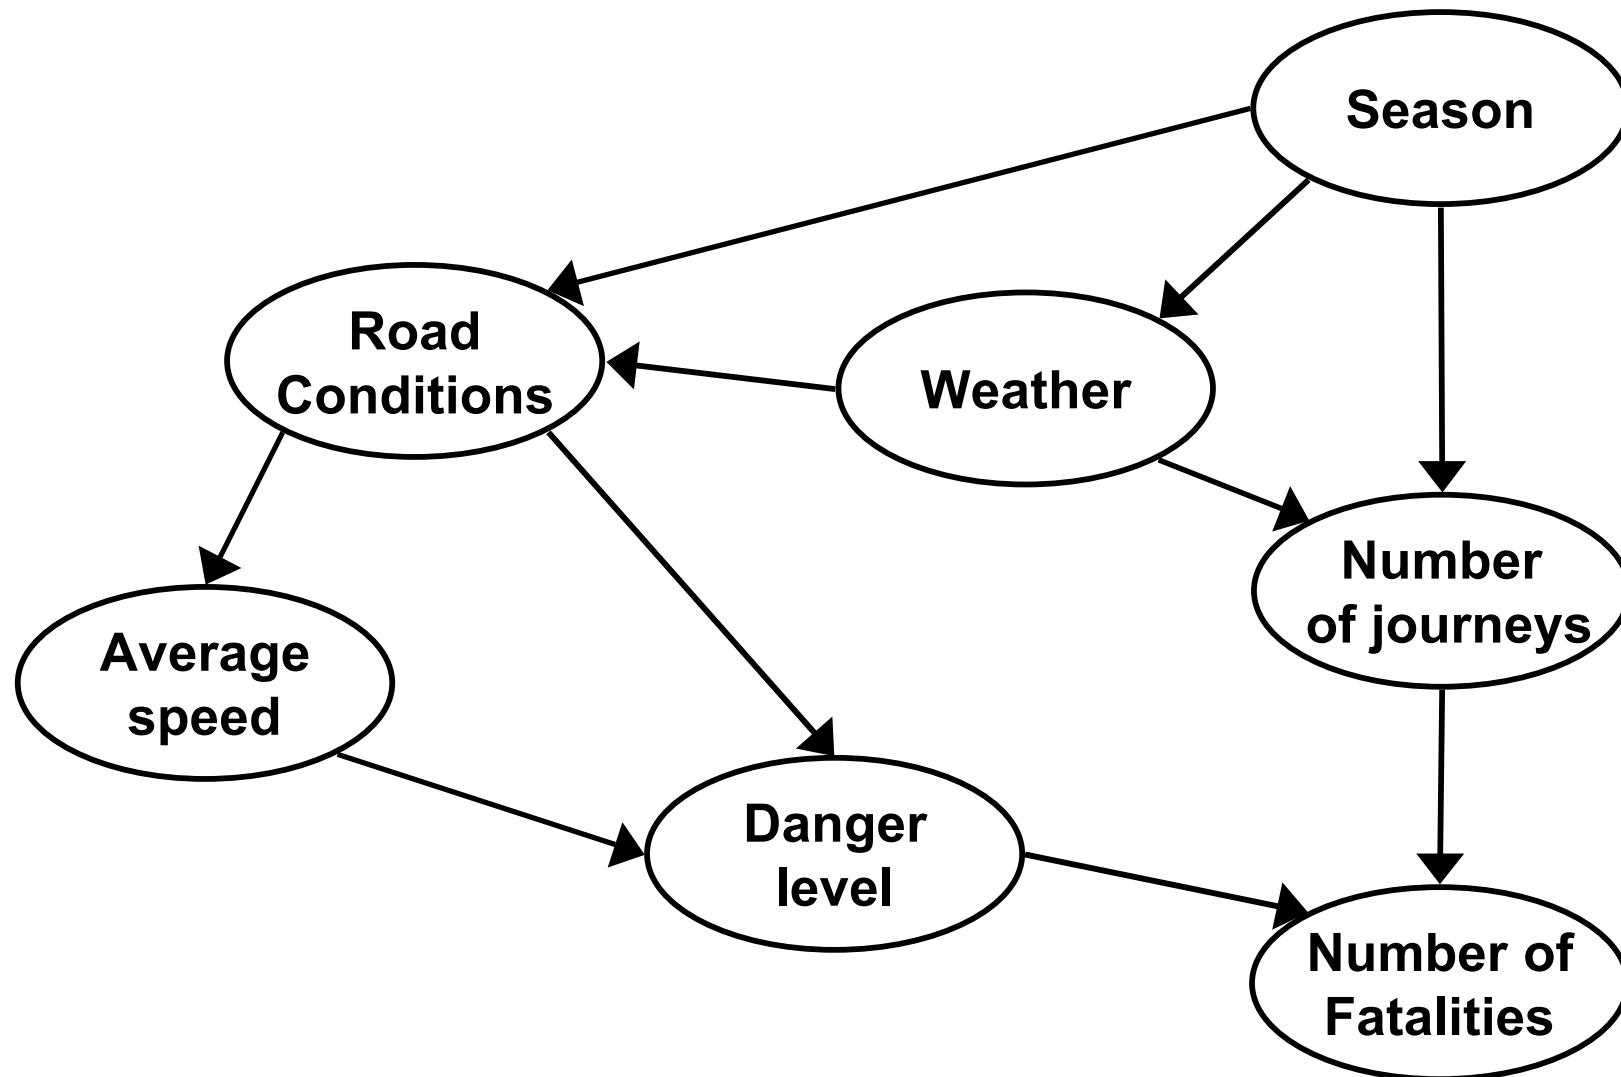 Season
Road
Conditions
Weather
Number
of journeys
Average
speed
Danger
level
Number of
Fatalities